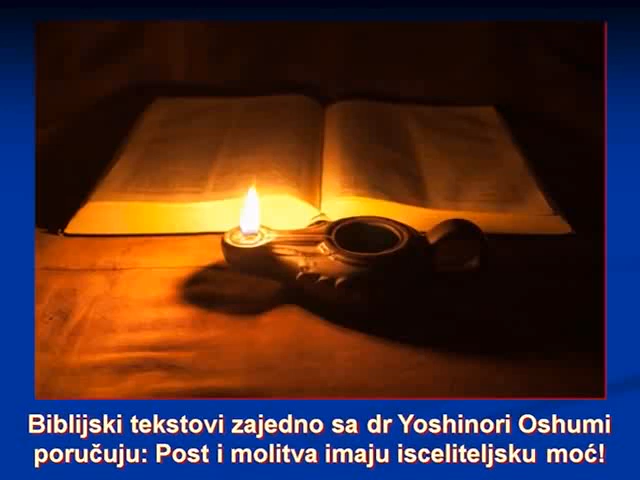 Biblijski tekstovi zajedno sa dr Yoshinori Oshumi
poručuju: Post i molitva imaju isceliteljsku moć!